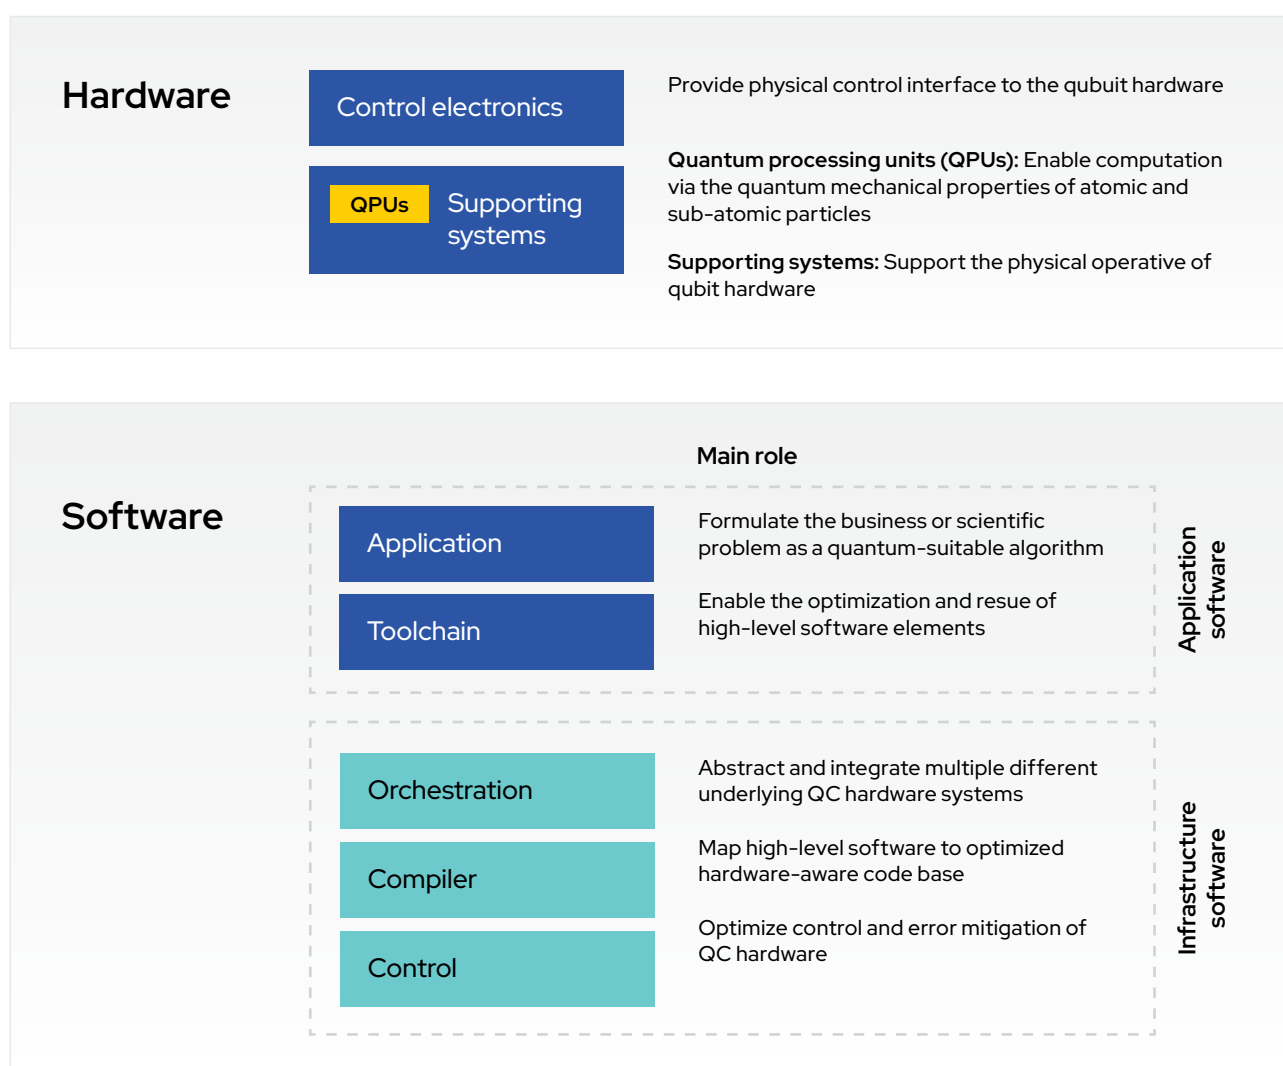 Hardware
Control electronics
Provide physical control interface to the qubuit hardware
QPUs
Supporting
systems
Quantum processing units (QPUs): Enable computation
via the quantum mechanical properties of atomic and
sub-atomic particles
Supporting systems: Support the physical operative of
qubit hardware
Software
Main role
Application
Formulate the business or scientific
problem as a quantum-suitable algorithm
Toolchain
Enable the optimization and resue of
high-level software elements
Application
software
Orchestration
Abstract and integrate multiple different
underlying QC hardware systems
Compiler
Map high-level software to optimized
hardware-aware code base
Control
Optimize control and error mitigation of
QC hardware
Infrastructure
software